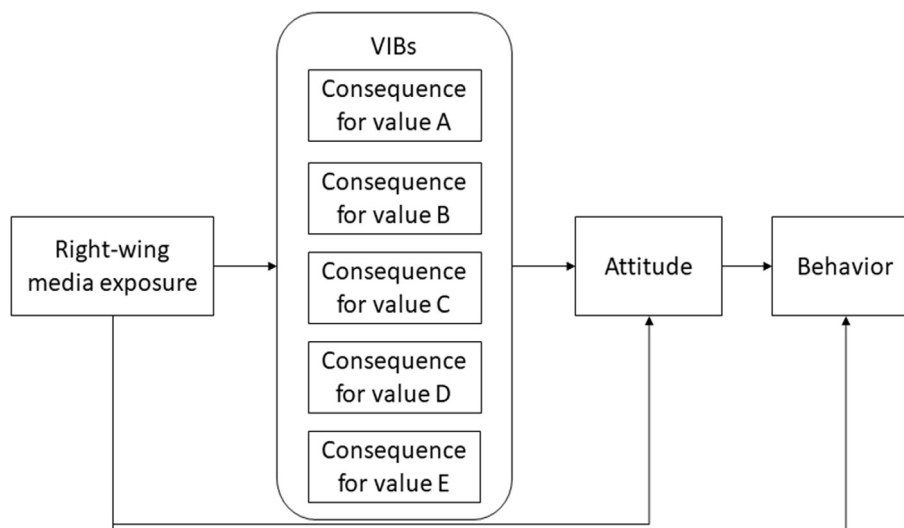 VIBs
Consequence
for value A
Consequence
for value B
Right-wing
media exposure
Consequence
for value C
Attitude
Behavior
Consequence
for value D
Consequence
for value E